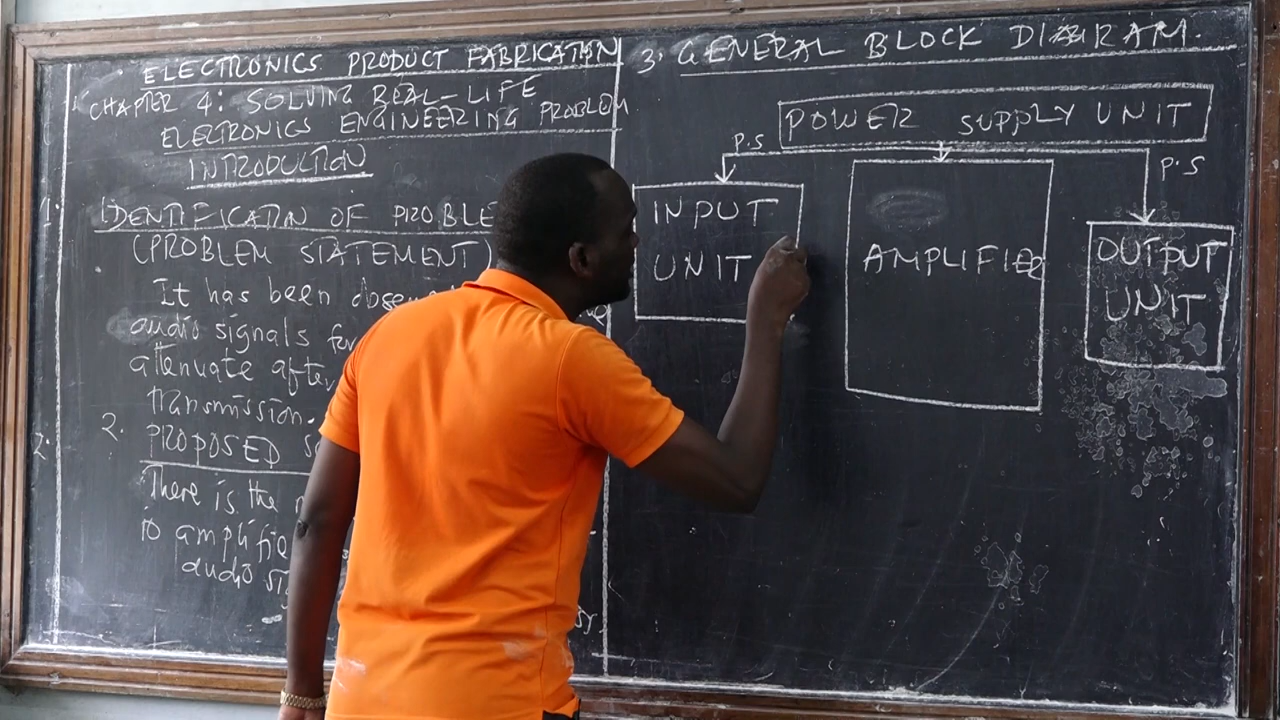 ELECTRONICS PRODUCT FABRICATION
CHAPTER 4: SOLVING REAL-LIFE
ELECTRONICS ENGINEERING PROBLEM
INTRODUCTION
1. IDENTIFICATION OF
(PROBLEM STATEMENT)
It has been
audio signals
attenuate after
transmission.
2. PROPOSED
There is the
to
audio
3. GENERAL BLOCK DIAGRAM.
POWER SUPPLY UNIT
P.S
P.S
INPUT
UNIT
AMPLIFIER
OUTPUT
UNIT